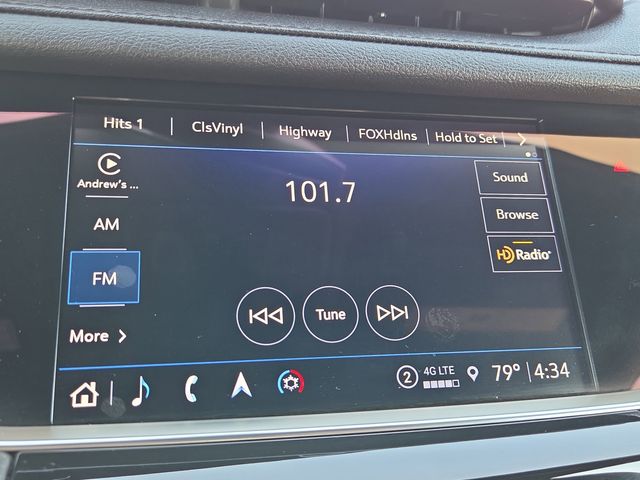 Hits 1
ClsVinyl
Highway
FOXHdlns
Hold to Set
Andrew's ...
101.7
Sound
AM
Browse
HD Radio
FM
Tune
More
2
4G LTE
79°
4:34